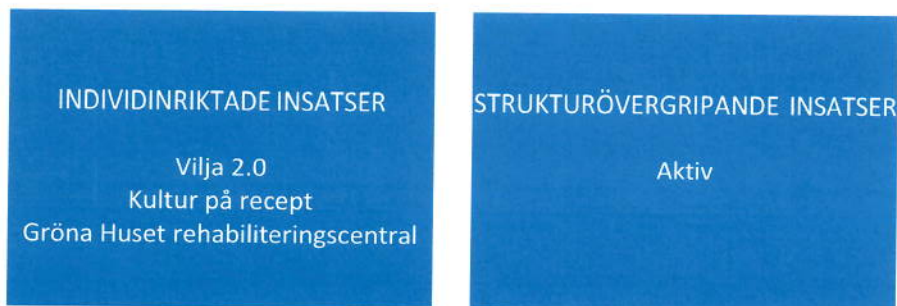 INDIVIDINRIKTADE INSATSER
Vilja 2.0
Kultur på recept
Gröna Huset rehabiliteringscentral
STRUKTURÖVERGRIPANDE INSATSER
Aktiv